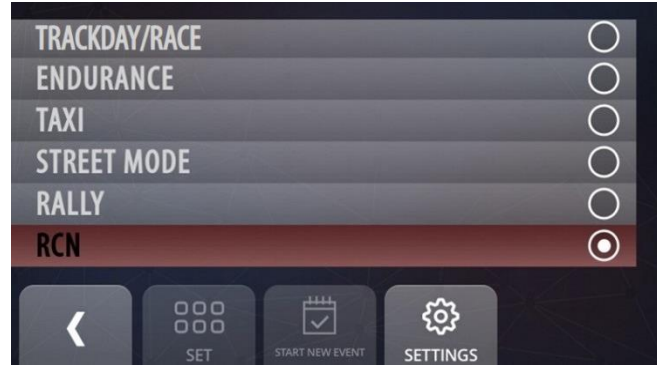 TRACKDAY/RACE
ENDURANCE
TAXI
STREET MODE
RALLY
RCN
SET
START NEW EVENT
SETTINGS